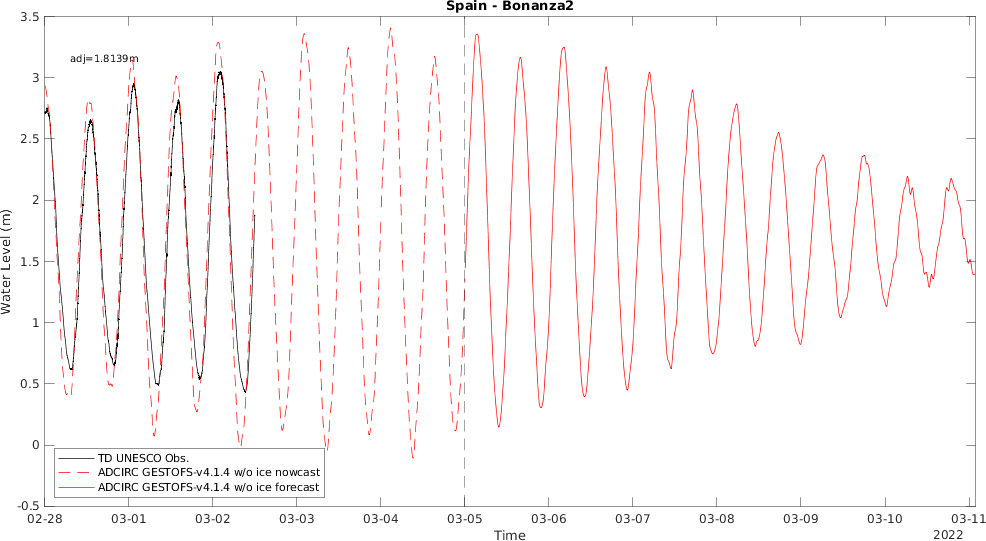 Spain - Bonanza2
adj=1.8139m
3.5
3
2.5
2
1.5
1
0.5
0
-0.5
Water Level (m)
TD UNESCO Obs.
ADCIRC GESTOFS-v4.1.4 w/o ice nowcast
ADCIRC GESTOFS-v4.1.4 w/o ice forecast
02-28 03-01 03-02 03-03 03-04 03-05 03-06 03-07 03-08 03-09 03-10 03-11
Time
2022